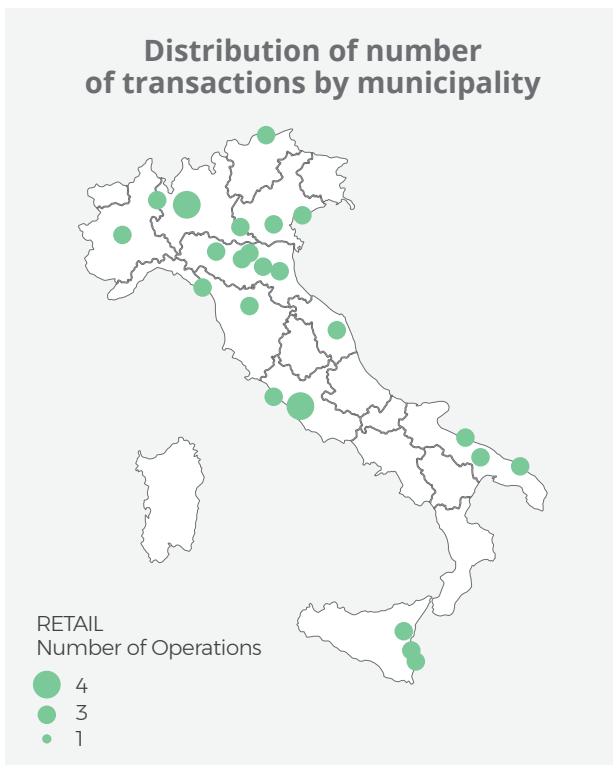 Distribution of number
of transactions by municipality
RETAIL
Number of Operations
4
3
1